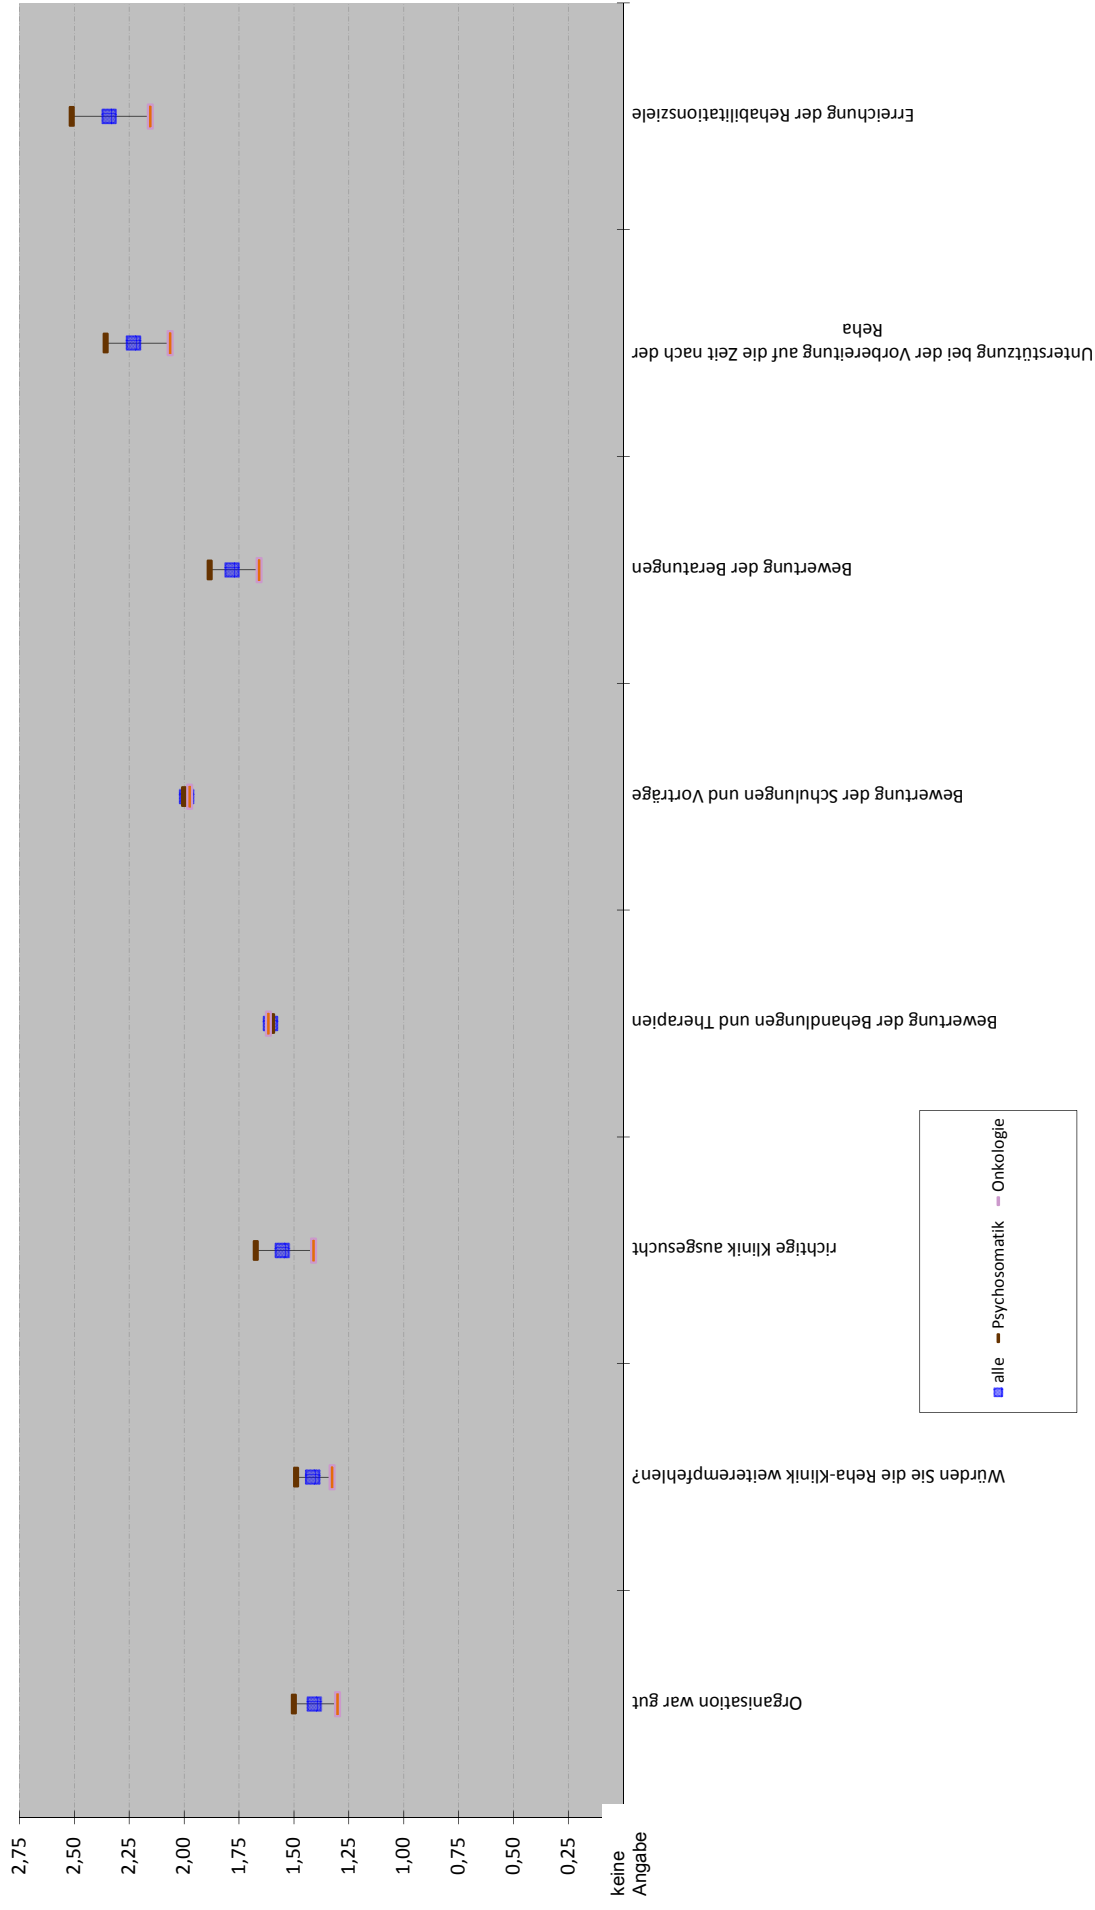 2,75
2,50
2,25
2,00
1,75
1,50
1,25
1,00
0,75
0,50
0,25
keine
Angabe
Organisation war gut
Würden Sie die Reha-Klinik weiterempfehlen?
richtige Klinik ausgesucht
Bewertung der Behandlungen und Therapien
Bewertung der Schulungen und Vorträge
Bewertung der Beratungen
Unterstützung bei der Vorbereitung auf die Zeit nach der
Reha
Erreichung der Rehabilitationsziele
alle Psychosomatik Onkologie